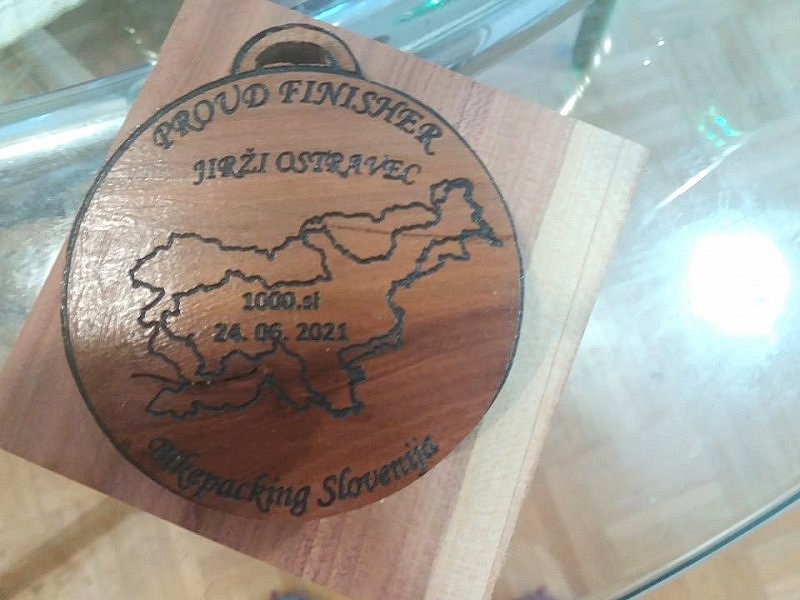 PROUD FINISHER
JIRŽI OSTRAVEC
1000.si
24. 06. 2021
Bikepacking Slovenija